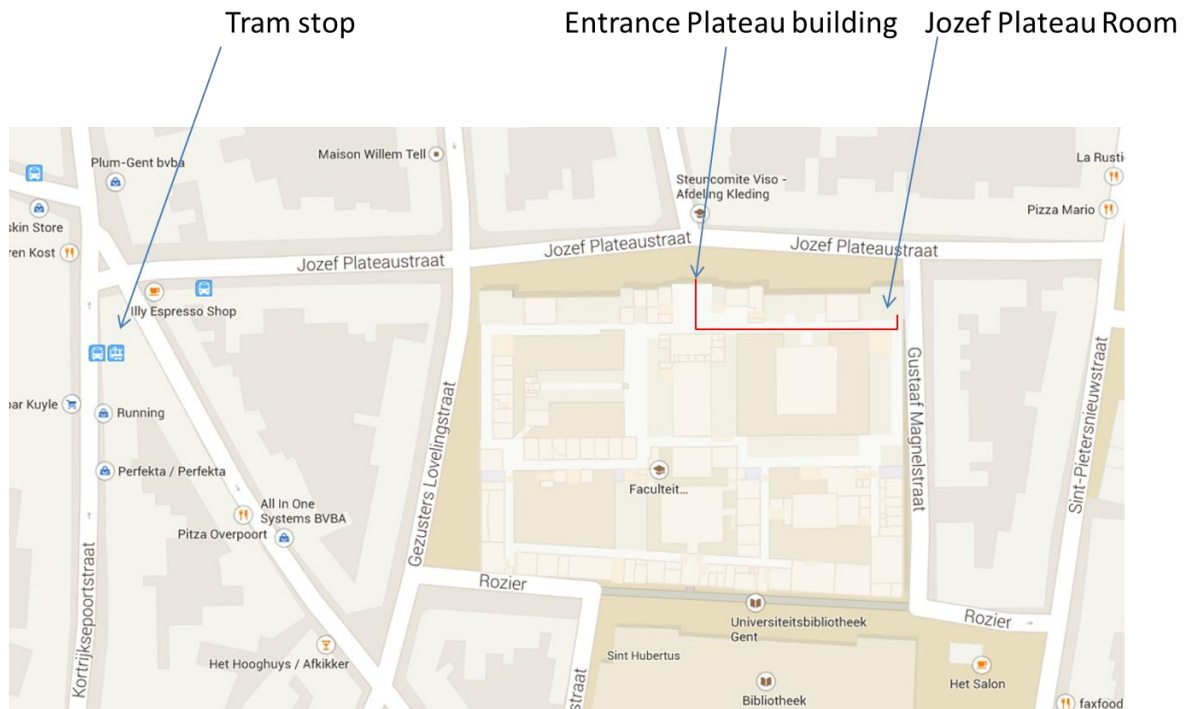 Tram stop
Entrance Plateau building
Jozef Plateau Room
Plum-Gent bvba
Maison Willem Tell
Steuncomite Viso -
Afdeling Kleding
La Rusti
Pizza Mario
skin Store
ren Kost
Jozef Plateaustraat
Jozef Plateaustraat
Jozef Plateaustraat
Illy Espresso Shop
par Kuyle
Running
Perfekta / Perfekta
All In One
Systems BVBA
Pitza Overpoort
Kortrijksepoortstraat
Gezusters Lovelingstraat
Faculteit...
Gustaaf Magnelstraat
Sint-Pietersnieuwstraat
Rozier
Rozier
Universiteitsbibliotheek
Gent
Het Hooghuys / Afkikker
Sint Hubertus
Het Salon
Bibliotheek
straat
faxfood